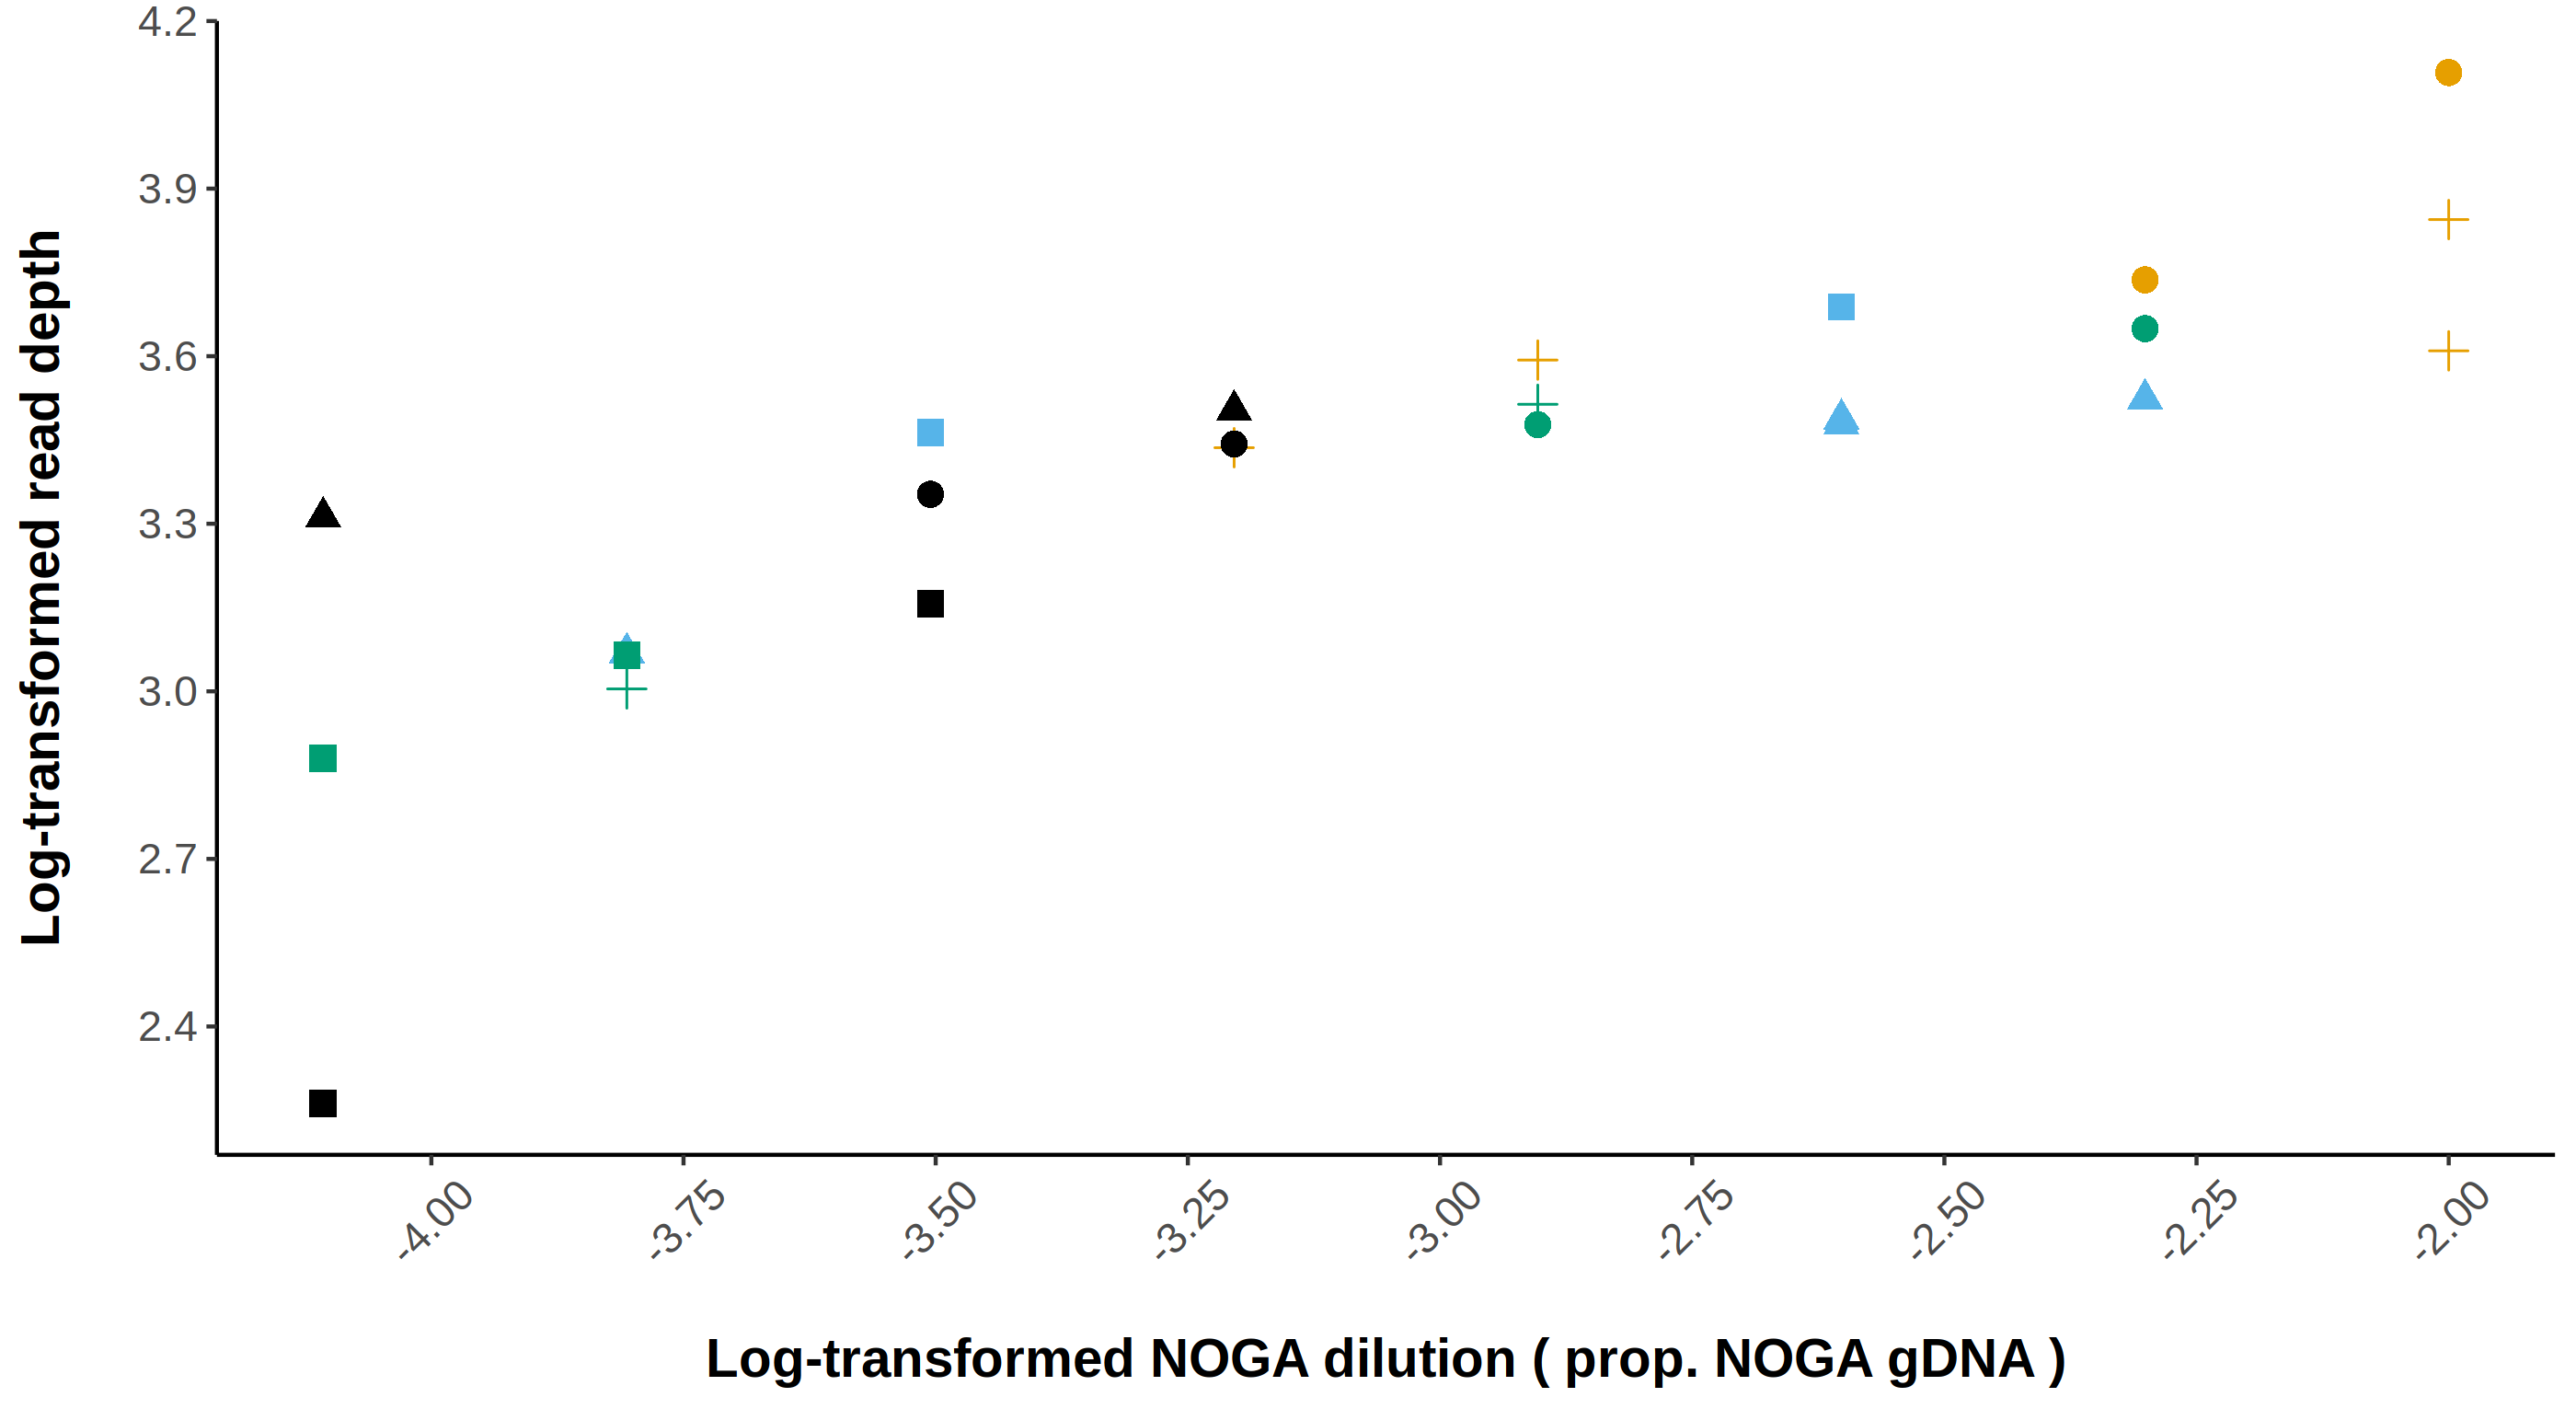 Log-transformed read depth
4.2
3.9
3.6
3.3
3.0
2.7
2.4
-4.00 -3.75 -3.50 -3.25 -3.00 -2.75 -2.50 -2.25 -2.00
Log-transformed NOGA dilution ( prop. NOGA gDNA )